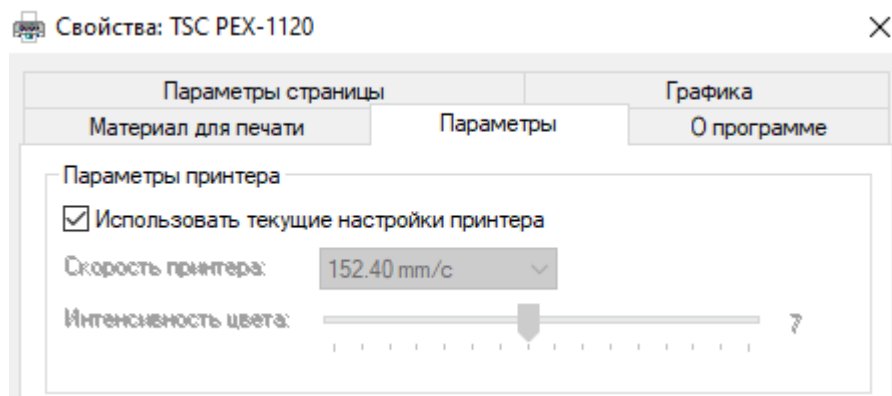 Свойства: TSC PEX-1120
Параметры страницы
Графика
Материал для печати
Параметры
О программе
Параметры принтера
Использовать текущие настройки принтера
Скорость принтера:
152.40 mm/c
Интенсивность цвета:
7